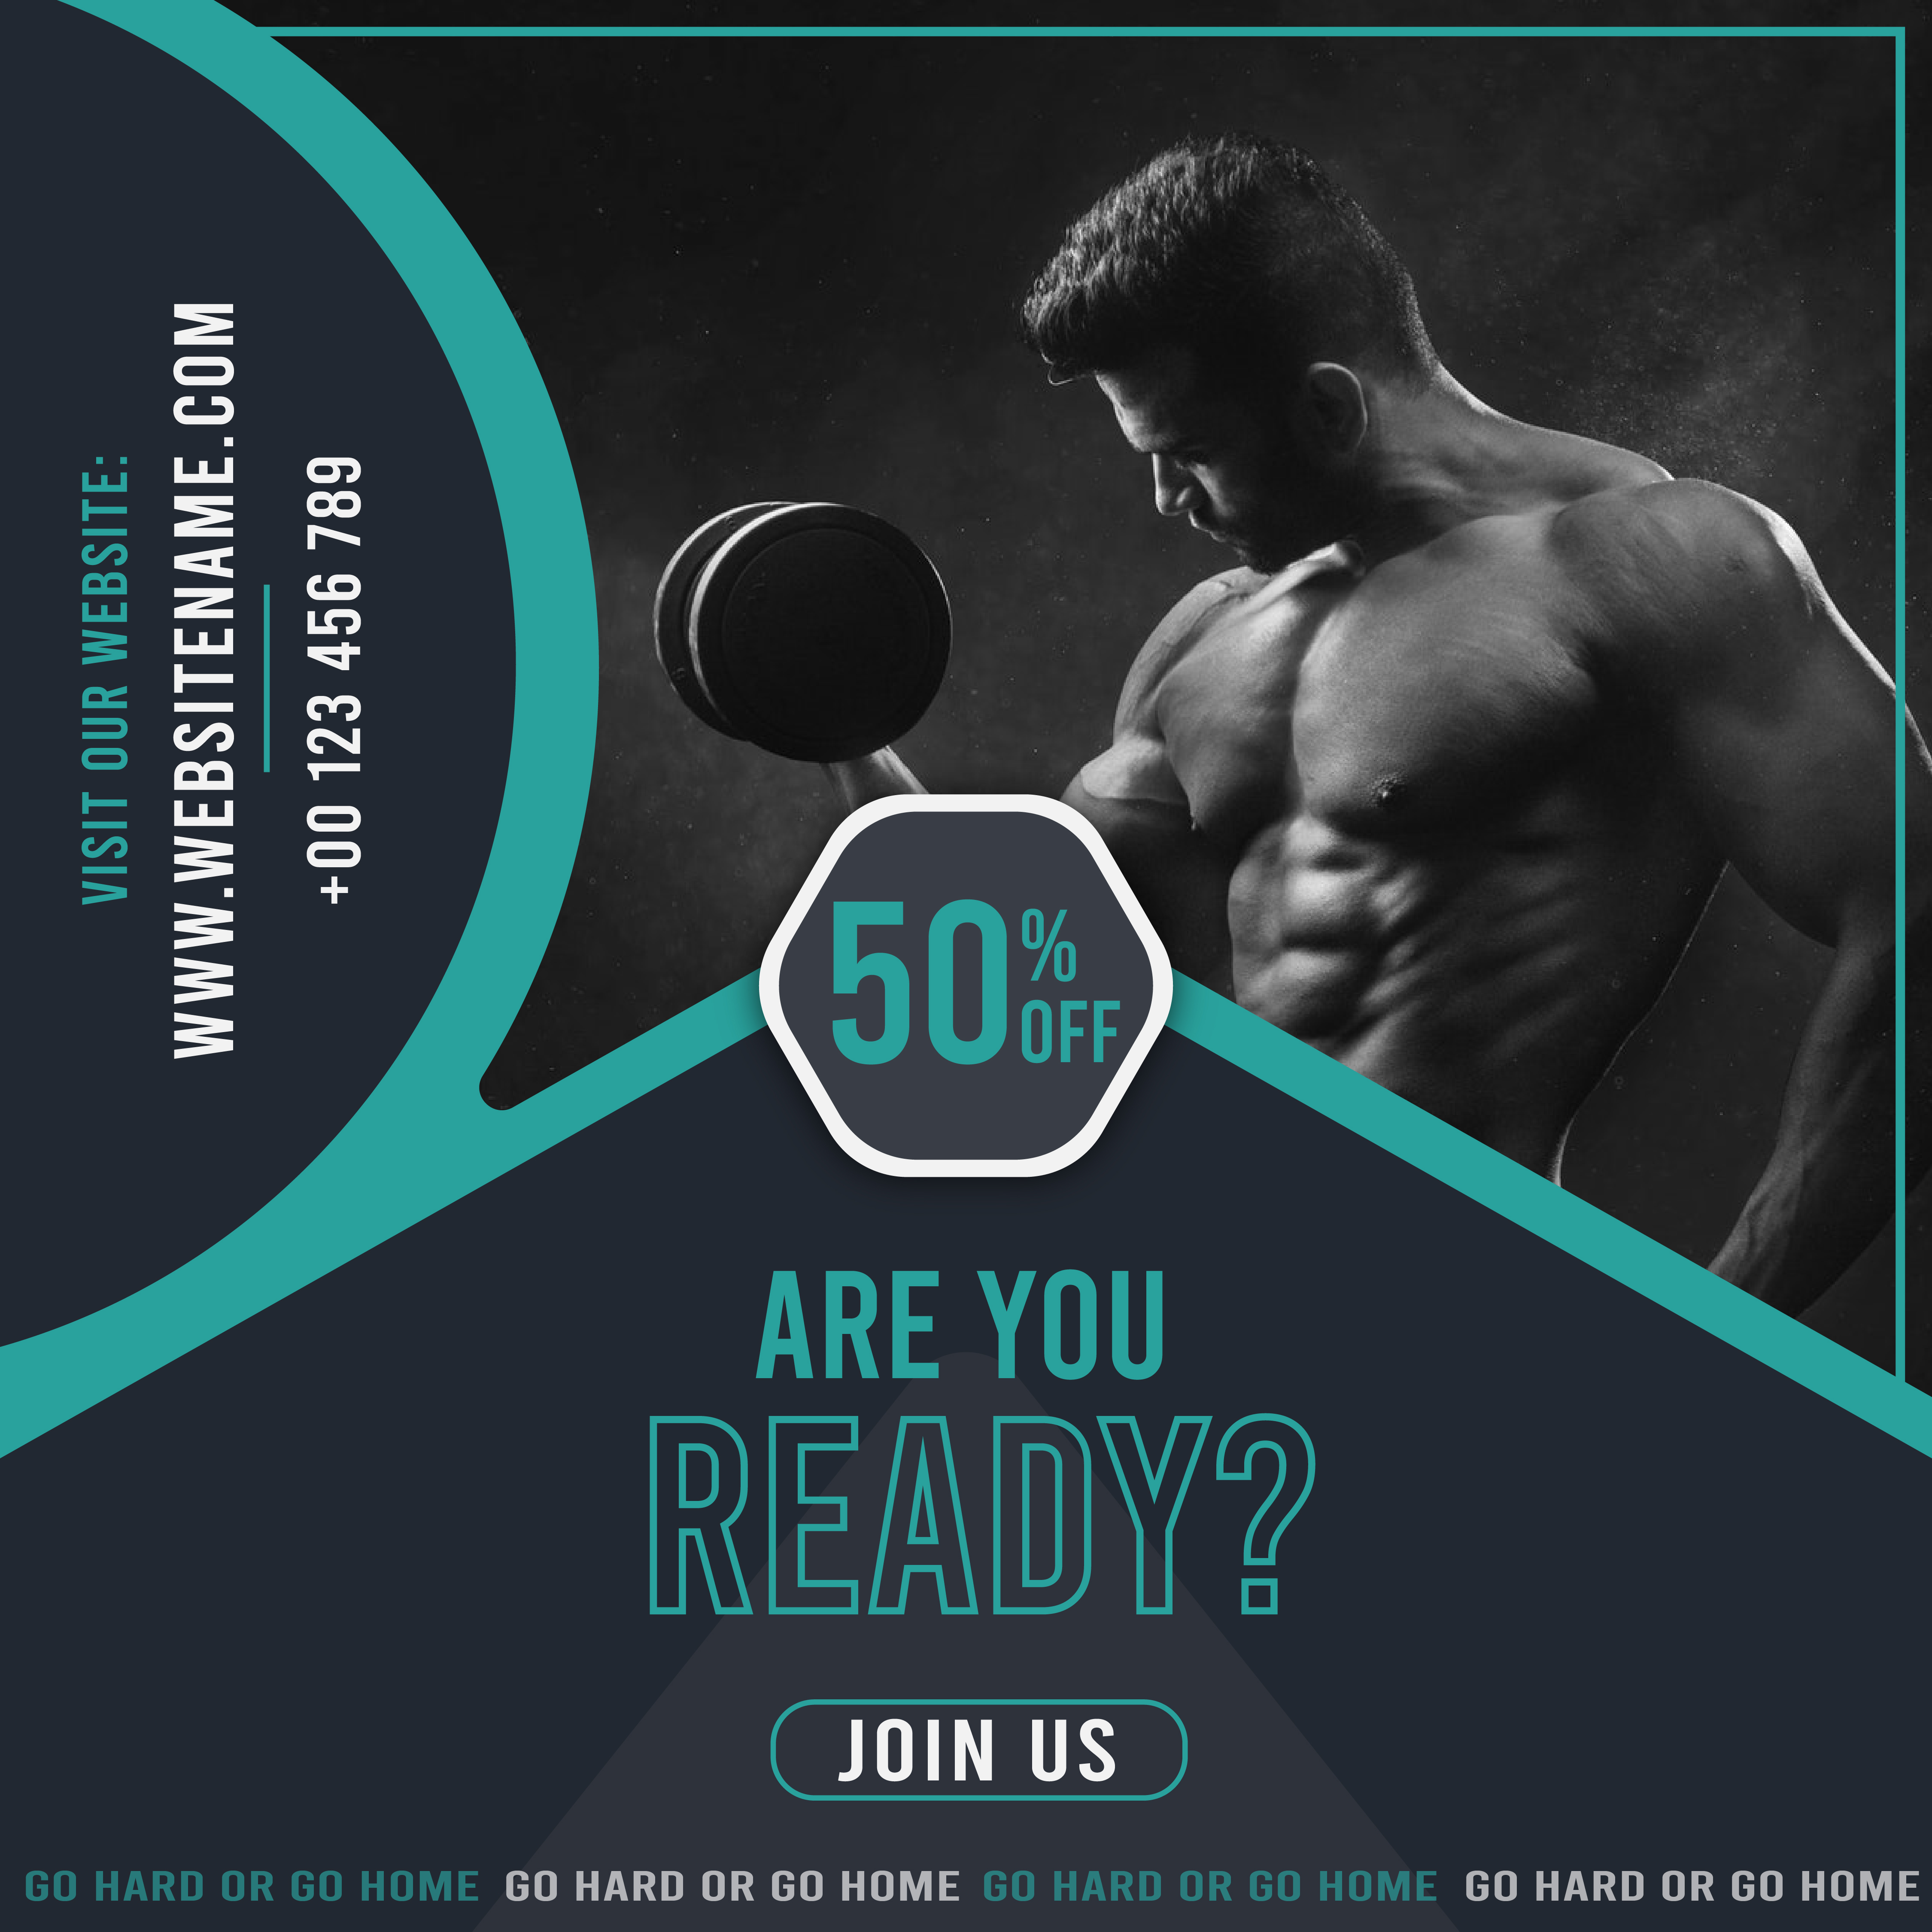 VISIT OUR WEBSITE:
WWW.WEBSITENAME.COM
+00 123 456 789
50% OFF
ARE YOU
READY?
JOIN US
GO HARD OR GO HOME GO HARD OR GO HOME GO HARD OR GO HOME GO HARD OR GO HOME